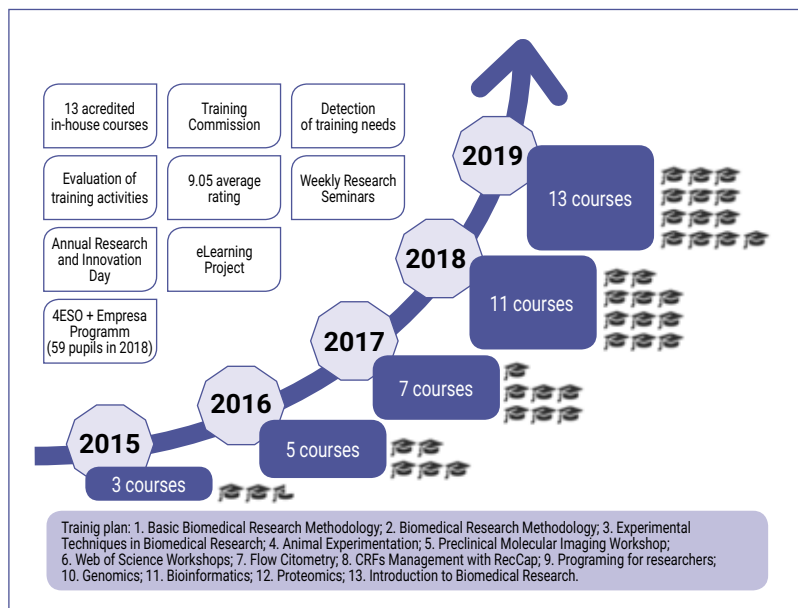 13 acredited
in-house courses
Training
Commission
Detection
of training needs
Evaluation of
training activities
9.05 average
rating
Weekly Research
Seminars
Annual Research
and Innovation
Day
eLearning
Project
4ESO + Empresa
Programm
(59 pupils in 2018)
2019
13 courses
2018
11 courses
2017
7 courses
2016
5 courses
2015
3 courses
Trainig plan: 1. Basic Biomedical Research Methodology; 2. Biomedical Research Methodology; 3. Experimental
Techniques in Biomedical Research; 4. Animal Experimentation; 5. Preclinical Molecular Imaging Workshop;
6. Web of Science Workshops; 7. Flow Citometry; 8. CRFs Management with RecCap; 9. Programing for researchers;
10. Genomics; 11. Bioinformatics; 12. Proteomics; 13. Introduction to Biomedical Research.